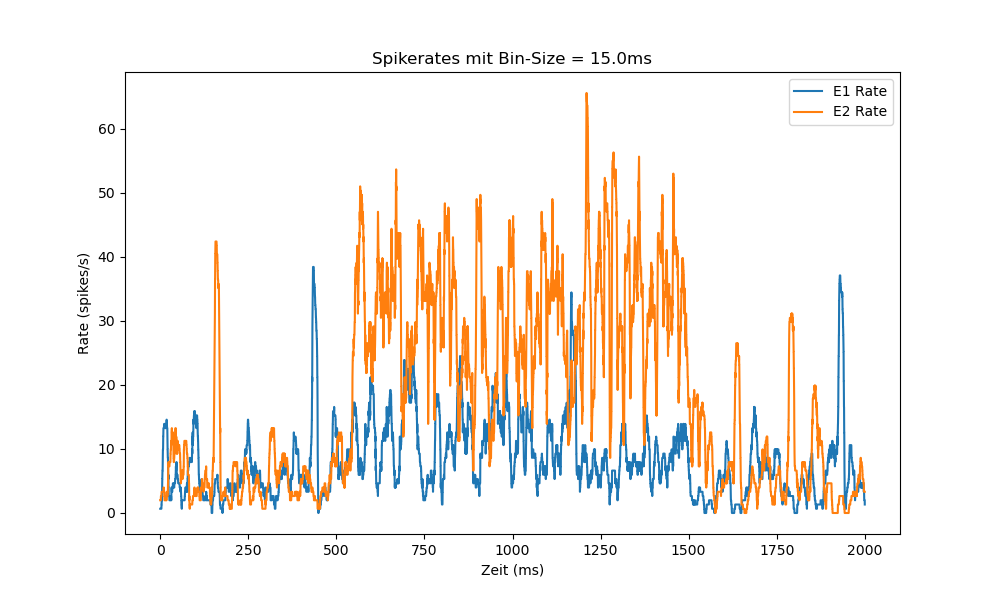 Spikerates mit Bin-Size = 15.0ms
E1 Rate
E2 Rate
60
50
40
30
20
10
0
Rate (spikes/s)
0 250 500 750 1000 1250 1500 1750 2000
Zeit (ms)